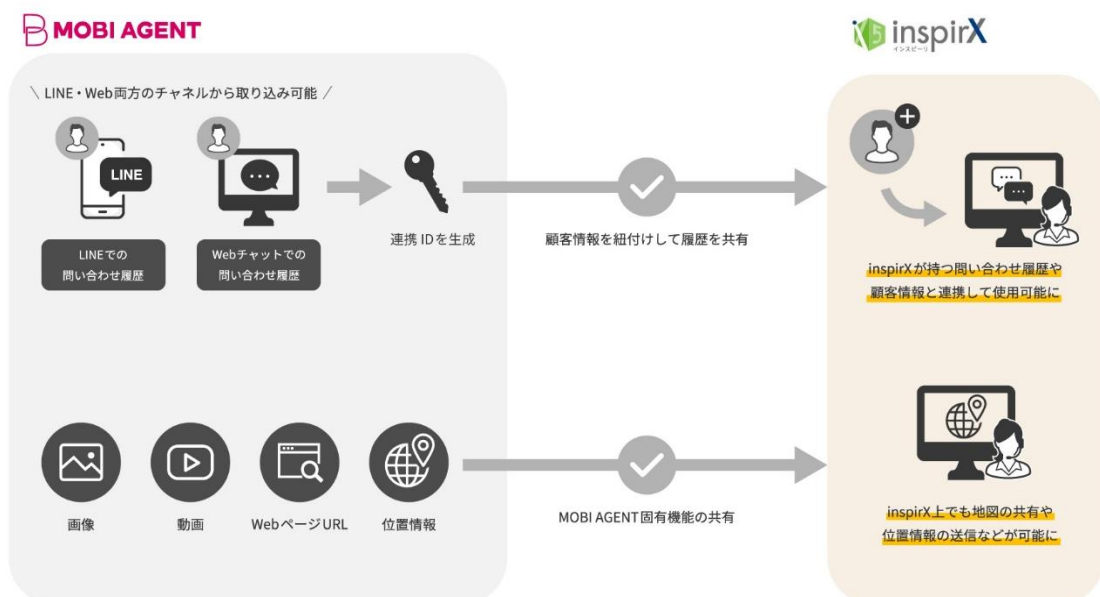 MOBI AGENT
inspirX
インスピーリ
\ LINE・Web両方のチャネルから取り込み可能 /
LINE
LINEでの
問い合わせ履歴
Webチャットでの
問い合わせ履歴
連携 IDを生成
顧客情報を紐付けして履歴を共有
inspirXが持つ問い合わせ履歴や
顧客情報と連携して使用可能に
画像
動画
WebページURL
位置情報
MOBI AGENT固有機能の共有
inspirX上でも地図の共有や
位置情報の送信などが可能に